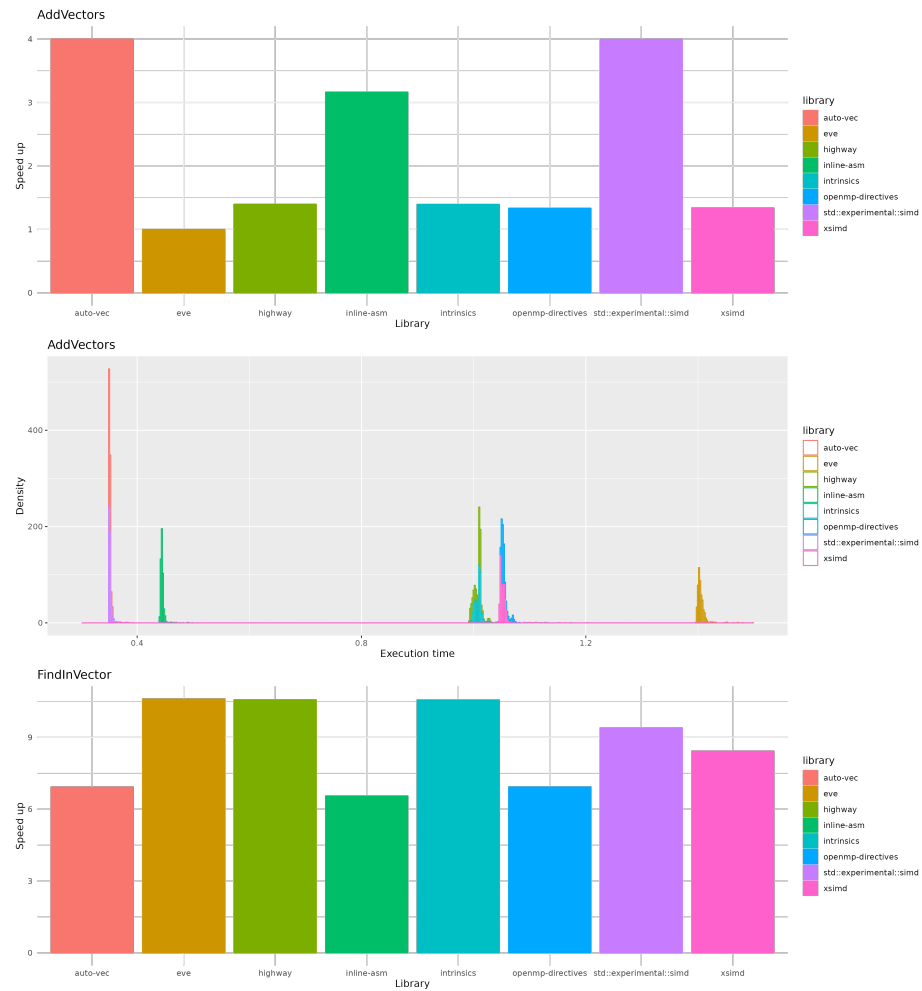 AddVectors
4
3
2
1
0
Speed up
auto-vec eve highway inline-asm intrinsics openmp-directives std::experimental::simd xsimd
Library
library
auto-vec
eve
highway
inline-asm
intrinsics
openmp-directives
std::experimental::simd
xsimd
AddVectors
400
200
0
Density
0.4 0.8 1.2
Execution time
library
auto-vec
eve
highway
inline-asm
intrinsics
openmp-directives
std::experimental::simd
xsimd
FindInVector
9
6
3
0
Speed up
auto-vec eve highway inline-asm intrinsics openmp-directives std::experimental::simd xsimd
Library
library
auto-vec
eve
highway
inline-asm
intrinsics
openmp-directives
std::experimental::simd
xsimd